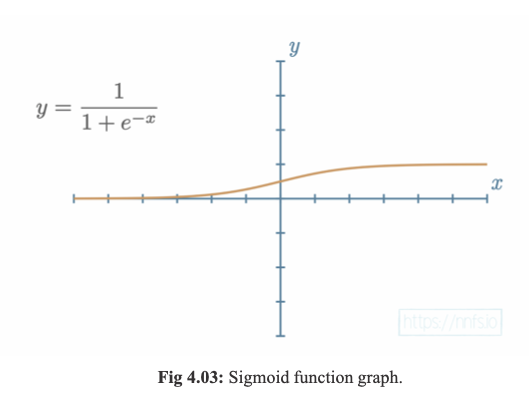 y
y = 1 / (1 + e^{-x})
x
https://nnfs.io
Fig 4.03: Sigmoid function graph.